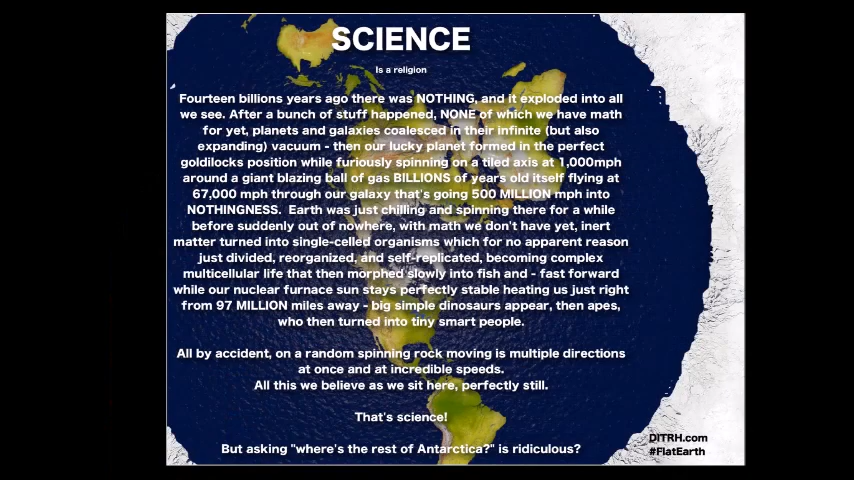 SCIENCE
Is a religion
Fourteen billions years ago there was NOTHING, and it exploded into all
we see. After a bunch of stuff happened, NONE of which we have math
for yet, planets and galaxies coalesced in their infinite (but also
expanding) vacuum - then our lucky planet formed in the perfect
goldilocks position while furiously spinning on a tiled axis at 1,000mph
around a giant blazing ball of gas BILLIONS of years old itself flying at
67,000 mph through our galaxy that's going 500 MILLION mph into
NOTHINGNESS. Earth was just chilling and spinning there for a while
before suddenly out of nowhere, with math we don't have yet, inert
matter turned into single-celled organisms which for no apparent reason
just divided, reorganized, and self-replicated, becoming complex
multicellular life that then morphed slowly into fish and - fast forward
while our nuclear furnace sun stays perfectly stable heating us just right
from 97 MILLION miles away - big simple dinosaurs appear, then apes,
who then turned into tiny smart people.
All by accident, on a random spinning rock moving is multiple directions
at once and at incredible speeds.
All this we believe as we sit here, perfectly still.
That's science!
But asking "where's the rest of Antarctica?" is ridiculous?
DITRH.com
#FlatEarth